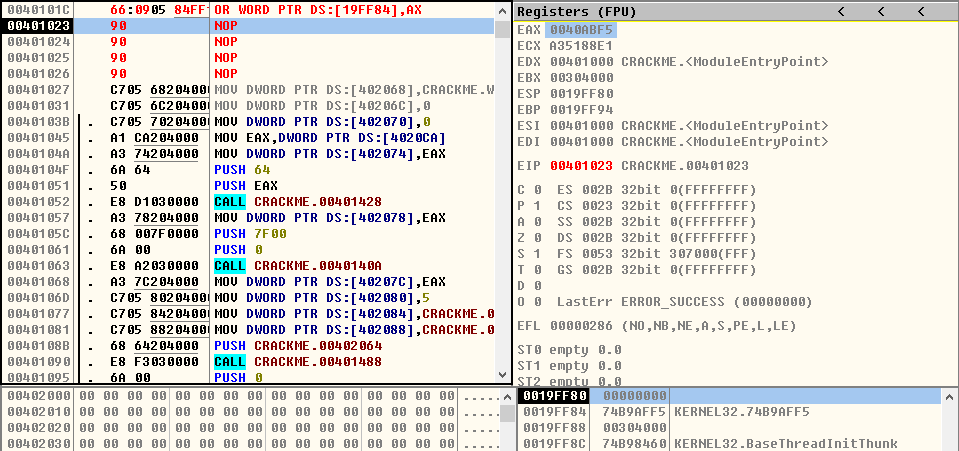 0040101C 66:0905 84FF OR WORD PTR DS:[19FF84],AX
00401023 90 NOP
00401024 90 NOP
00401025 90 NOP
00401026 90 NOP
00401027 C705 68204000 MOV DWORD PTR DS:[402068],CRACKME.W
00401031 C705 6C204000 MOV DWORD PTR DS:[40206C],0
0040103B . C705 70204000 MOV DWORD PTR DS:[402070],0
00401045 . A1 CA204000 MOV EAX,DWORD PTR DS:[4020CA]
0040104A . A3 74204000 MOV DWORD PTR DS:[402074],EAX
0040104F . 6A 64 PUSH 64
00401051 . 50 PUSH EAX
00401052 . E8 D1030000 CALL CRACKME.00401428
00401057 . A3 78204000 MOV DWORD PTR DS:[402078],EAX
0040105C . 68 007F0000 PUSH 7F00
00401061 . 6A 00 PUSH 0
00401063 . E8 A2030000 CALL CRACKME.0040140A
00401068 . A3 7C204000 MOV DWORD PTR DS:[40207C],EAX
0040106D . C705 80204000 MOV DWORD PTR DS:[402080],5
00401077 . C705 84204000 MOV DWORD PTR DS:[402084],CRACKME.0
00401081 . C705 88204000 MOV DWORD PTR DS:[402088],CRACKME.0
0040108B . 68 64204000 PUSH CRACKME.00402064
00401090 . E8 F3030000 CALL CRACKME.00401488
00401095 . 6A 00 PUSH 0
Registers (FPU) < < <
EAX 0040ABF5
ECX A35188E1
EDX 00401000 CRACKME.<ModuleEntryPoint>
EBX 00304000
ESP 0019FF80
EBP 0019FF94
ESI 00401000 CRACKME.<ModuleEntryPoint>
EDI 00401000 CRACKME.<ModuleEntryPoint>
EIP 00401023 CRACKME.00401023
C 0 ES 002B 32bit 0(FFFFFFFF)
P 1 CS 0023 32bit 0(FFFFFFFF)
A 0 SS 002B 32bit 0(FFFFFFFF)
Z 0 DS 002B 32bit 0(FFFFFFFF)
S 1 FS 0053 32bit 307000(FFF)
T 0 GS 002B 32bit 0(FFFFFFFF)
D 0
O 0 LastErr ERROR_SUCCESS (00000000)
EFL 00000286 (NO,NB,NE,A,S,PE,L,LE)
ST0 empty 0.0
ST1 empty 0.0
ST2 empty 0.0
00402000 00 00 00 00 00 00 00 00 00 00 00 00 .....
00402010 00 00 00 00 00 00 00 00 00 00 00 00 .....
00402020 00 00 00 00 00 00 00 00 00 00 00 00 .....
00402030 00 00 00 00 00 00 00 00 00 00 00 00 .....
0019FF80 00000000
0019FF84 74B9AFF5 KERNEL32.74B9AFF5
0019FF88 00304000
0019FF8C 74B98460 KERNEL32.BaseThreadInitThunk